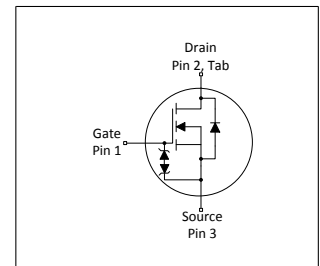 Drain
Pin 2, Tab
Gate
Pin 1
Source
Pin 3